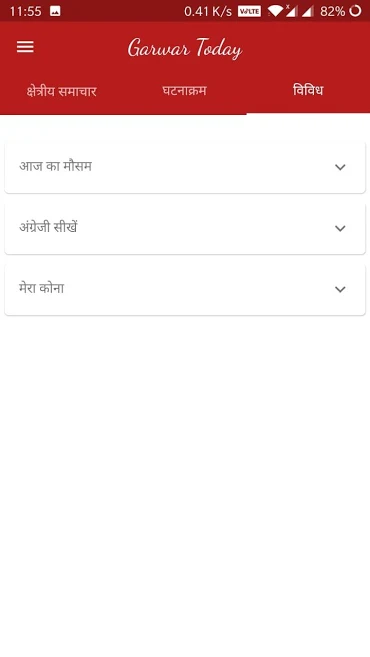 11:55 0.41 K/s VoLTE x 82%
Garwar Today
क्षेत्रीय समाचार घटनाक्रम विविध
आज का मौसम
अंग्रेजी सीखें
मेरा कोना